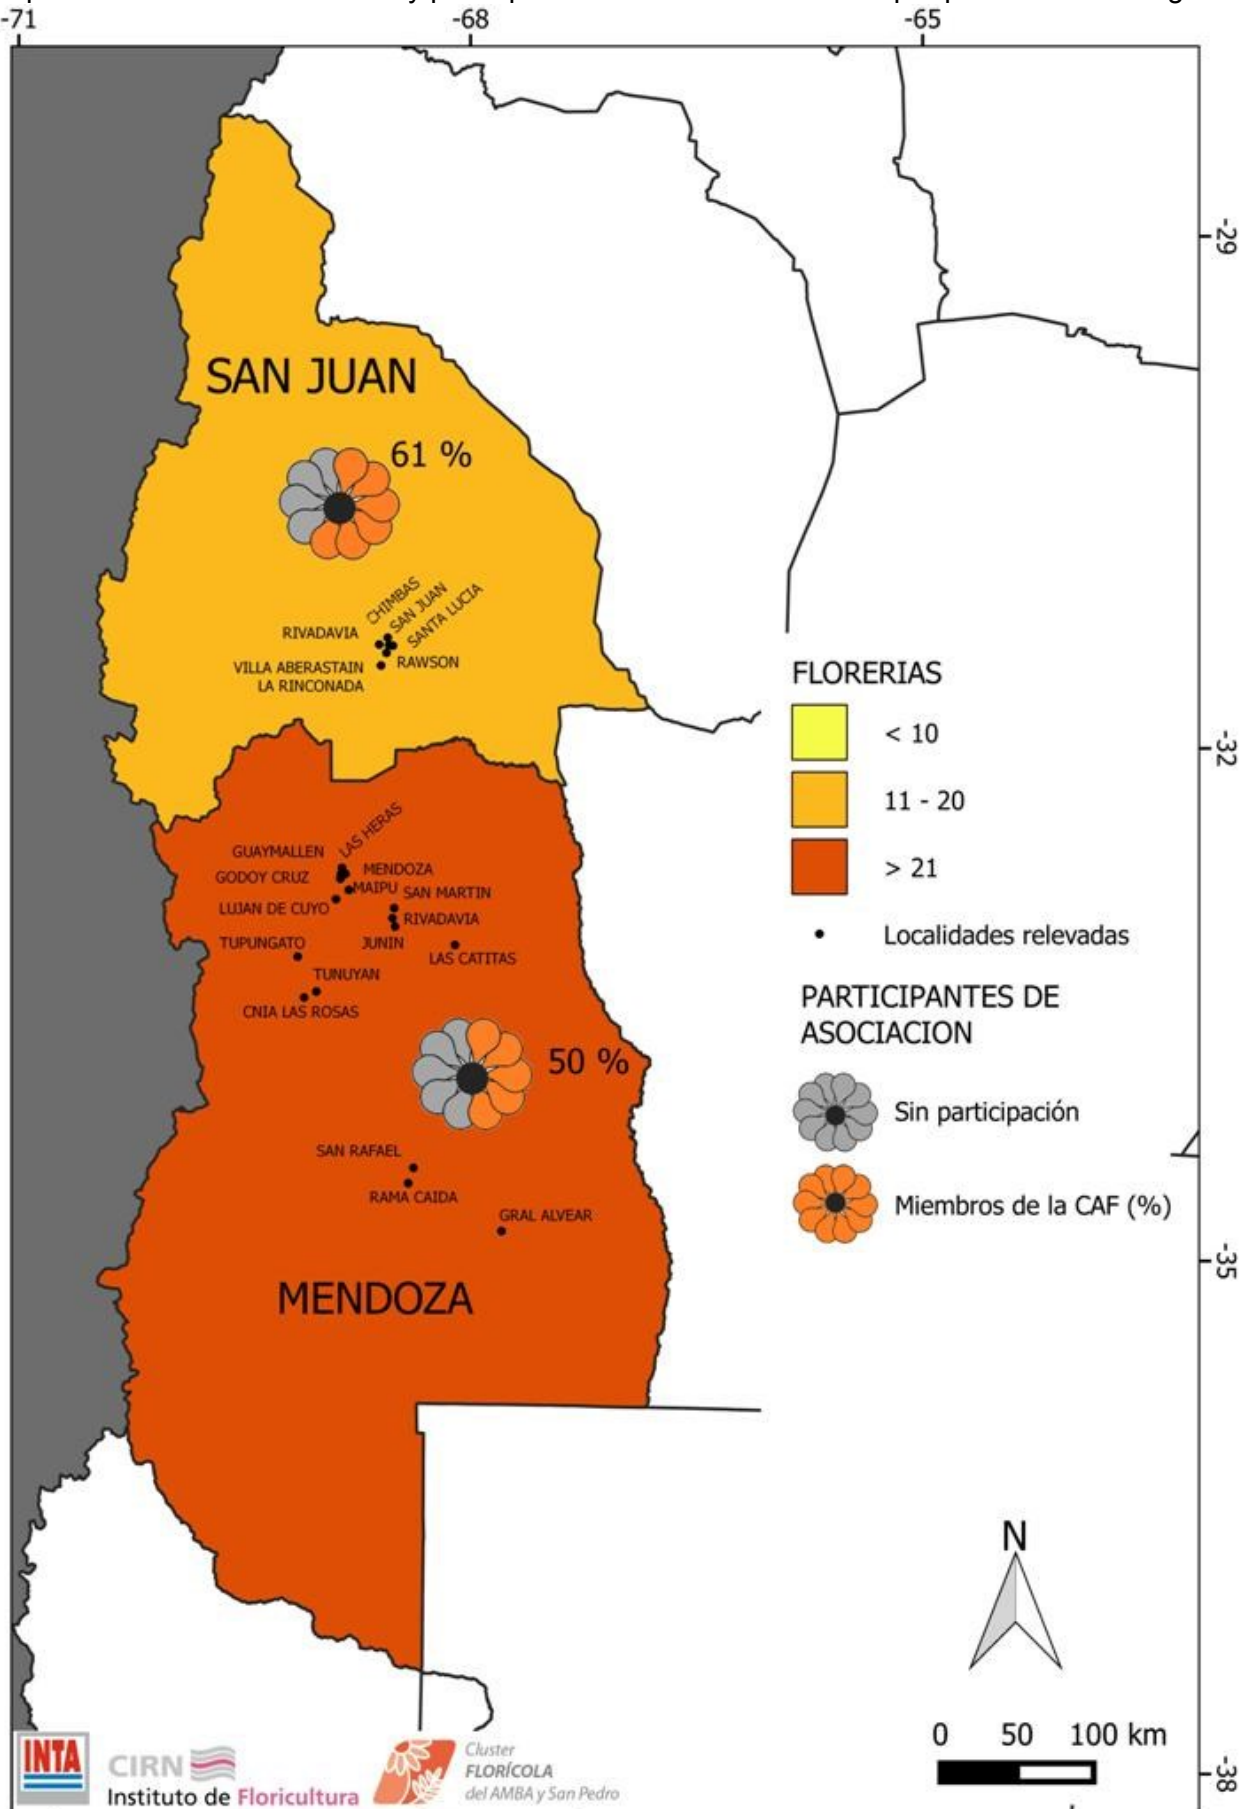 -71
-68
-65
-29
SAN JUAN
61 %
CHIMBAS
SAN JUAN
SANTA LUCIA
RIVADAVIA
RAWSON
VILLA ABERASTAIN
LA RINCONADA
FLORERIAS
< 10
-32
11 - 20
> 21
Localidades relevadas
LAS HERAS
GUAYMALLEN
MENDOZA
GODOY CRUZ
MAIPU
SAN MARTIN
LUJAN DE CUYO
RIVADAVIA
TUPUNGATO
JUNIN
LAS CATITAS
TUNUYAN
CNIA LAS ROSAS
PARTICIPANTES DE
ASOCIACION
50 %
Sin participación
SAN RAFAEL
RAMA CAIDA
Miembros de la CAF (%)
GRAL ALVEAR
-35
MENDOZA
N
0 50 100 km
-38
INTA
CIRN
Instituto de Floricultura
Cluster
FLORÍCOLA
del AMBA y San Pedro